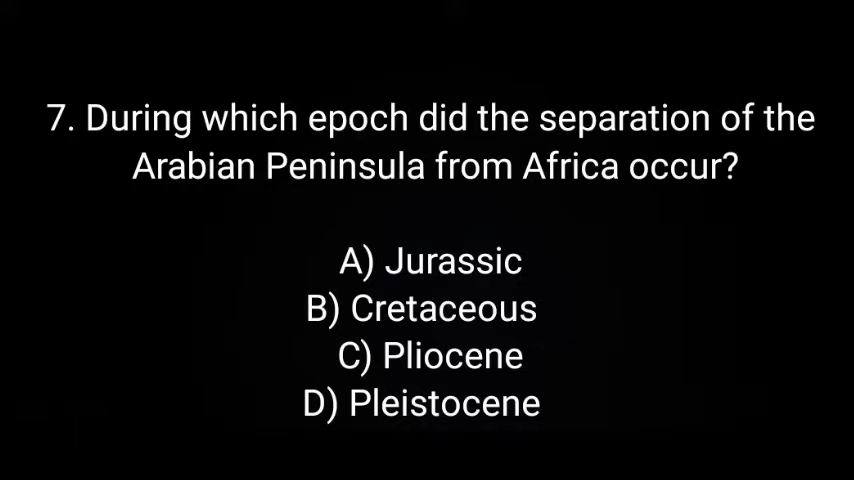 7. During which epoch did the separation of the
Arabian Peninsula from Africa occur?
A) Jurassic
B) Cretaceous
C) Pliocene
D) Pleistocene